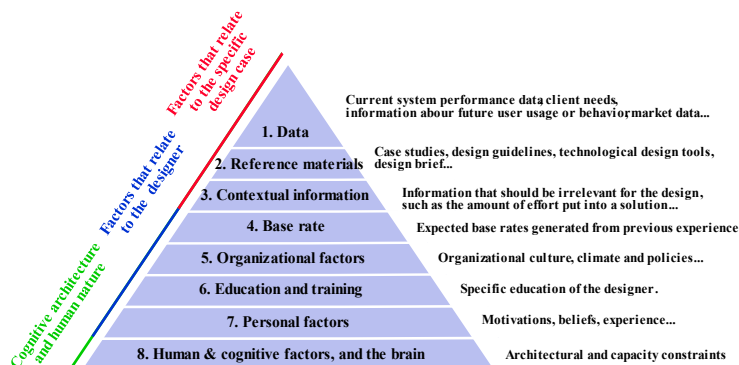 Factors that relate
to the specific
design case
Factors that relate
to the designer
Cognitive architecture
and human nature
1. Data
Current system performance data, client needs,
information abour future user usage or behavior, market data...
2. Reference materials
Case studies, design guidelines, technological design tools,
design brief...
3. Contextual information
Information that should be irrelevant for the design,
such as the amount of effort put into a solution...
4. Base rate
Expected base rates generated from previous experience
5. Organizational factors
Organizational culture, climate and policies...
6. Education and training
Specific education of the designer.
7. Personal factors
Motivations, beliefs, experience...
8. Human & cognitive factors, and the brain
Architectural and capacity constraints